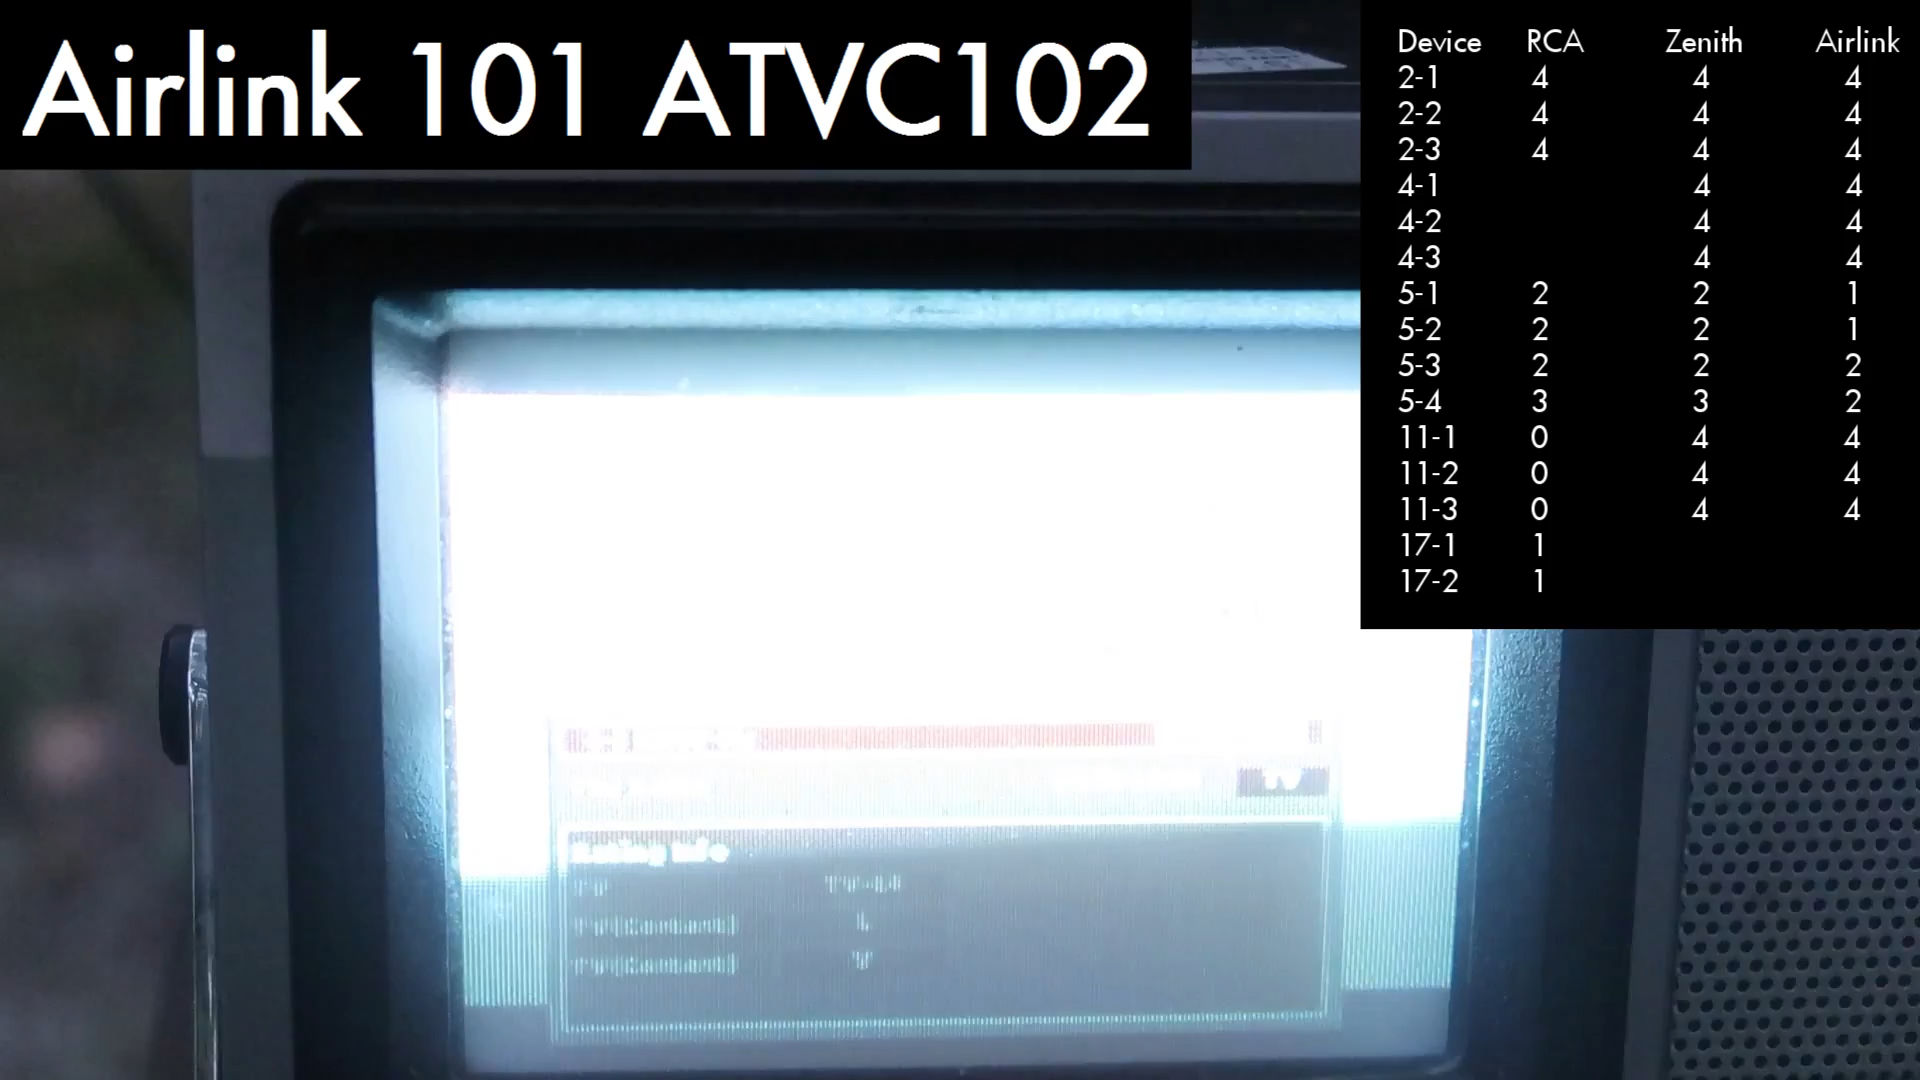 Airlink 101 ATVC102
Device RCA Zenith Airlink
2-1 4 4 4
2-2 4 4 4
2-3 4 4 4
4-1 4 4
4-2 4 4
4-3 4 4
5-1 2 2 1
5-2 2 2 1
5-3 2 2 2
5-4 3 3 2
11-1 0 4 4
11-2 0 4 4
11-3 0 4 4
17-1 1
17-2 1